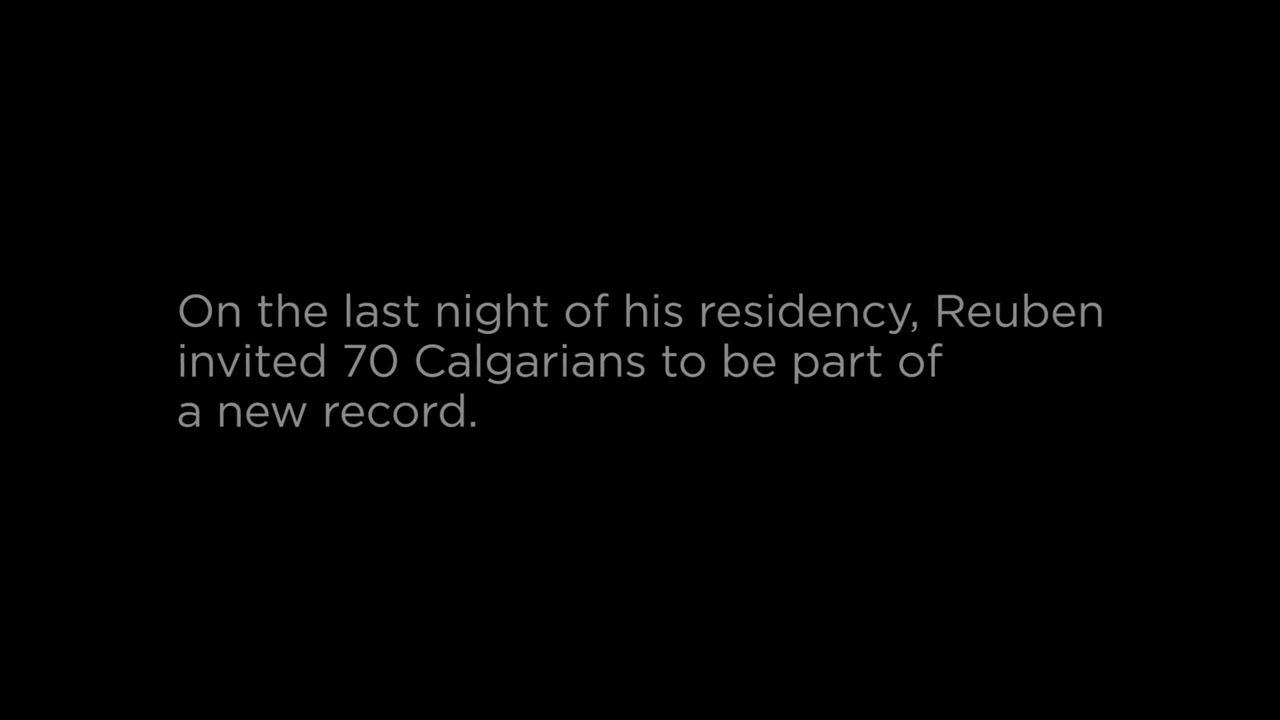 On the last night of his residency, Reuben
invited 70 Calgarians to be part of
a new record.